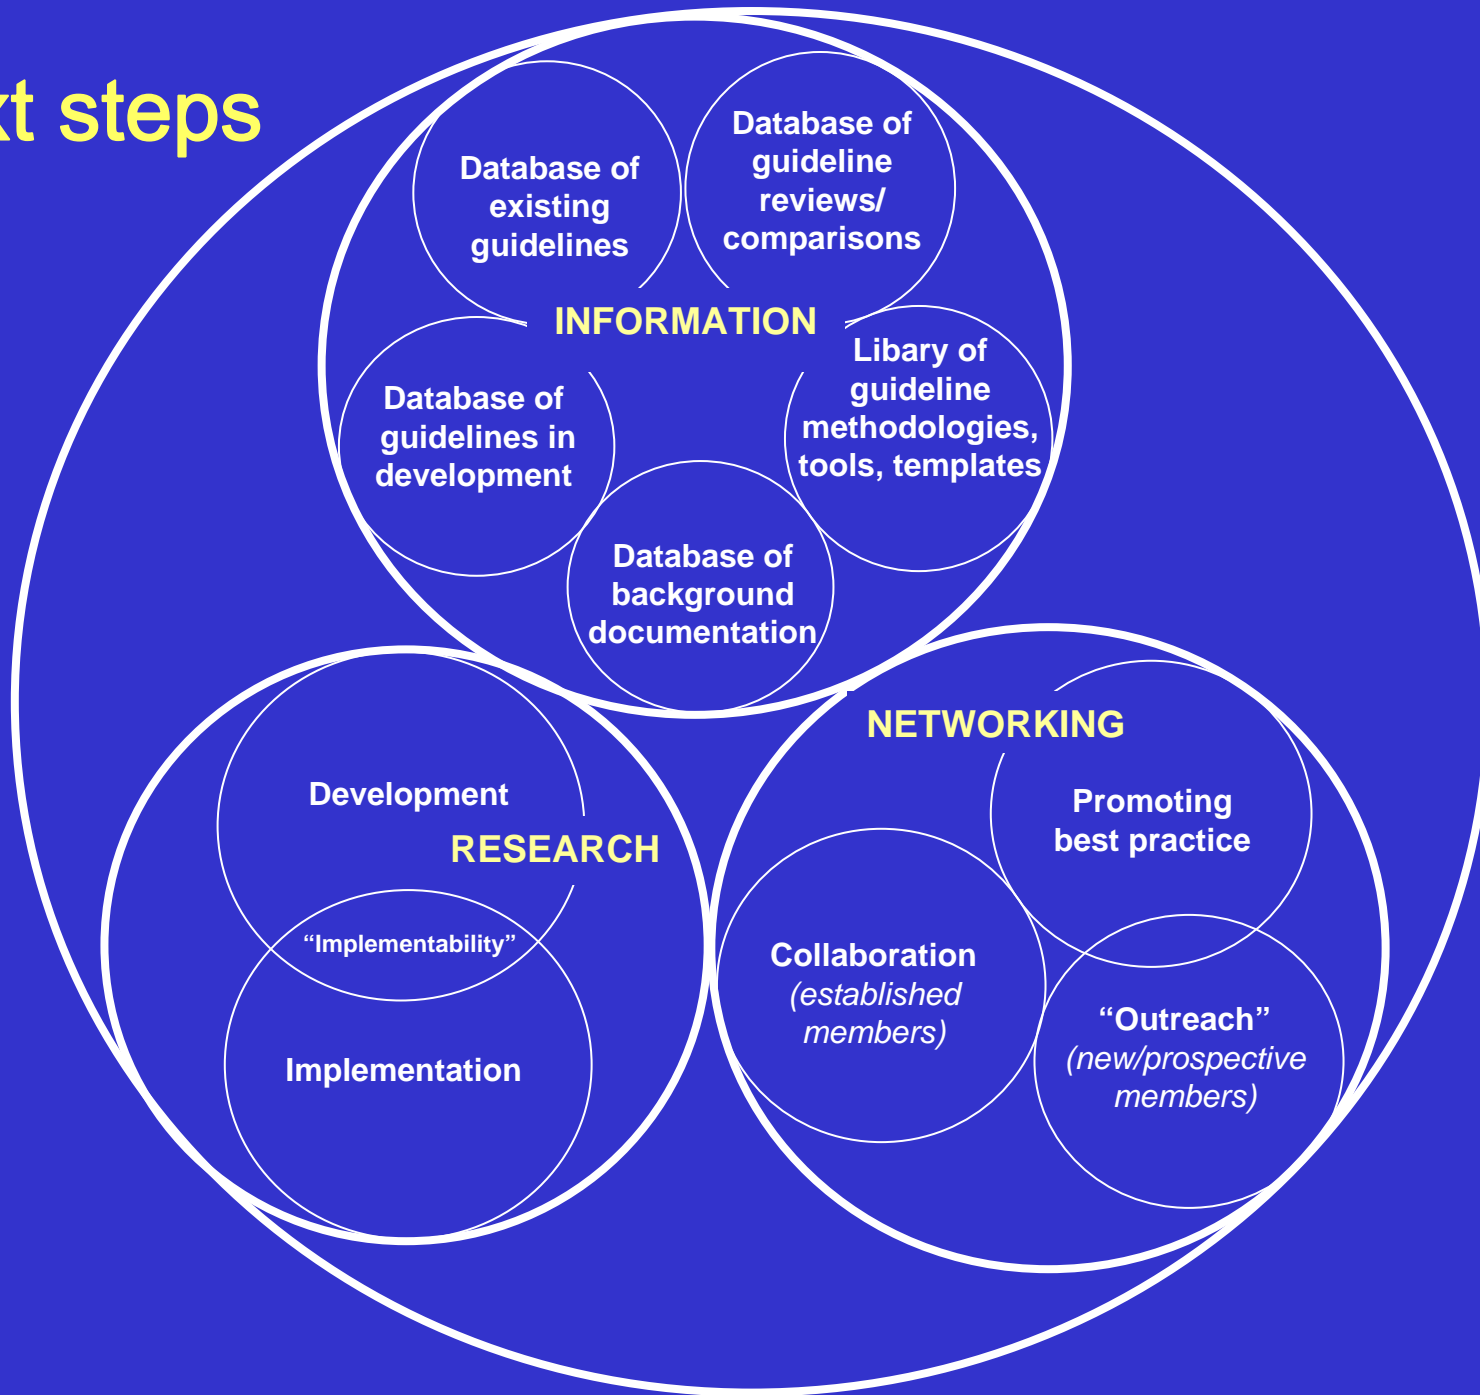 xt steps
Database of
existing
guidelines
Database of
guideline
reviews/
comparisons
INFORMATION
Database of
guidelines in
development
Libary of
guideline
methodologies,
tools, templates
Database of
background
documentation
Development
RESEARCH
“Implementability”
Implementation
NETWORKING
Promoting
best practice
Collaboration
(established
members)
“Outreach”
(new/prospective
members)